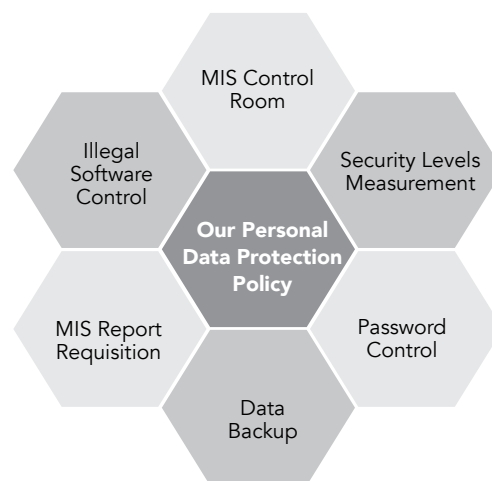 MIS Control
Room
Security Levels
Measurement
Illegal
Software
Control
Our Personal
Data Protection
Policy
MIS Report
Requisition
Password
Control
Data
Backup